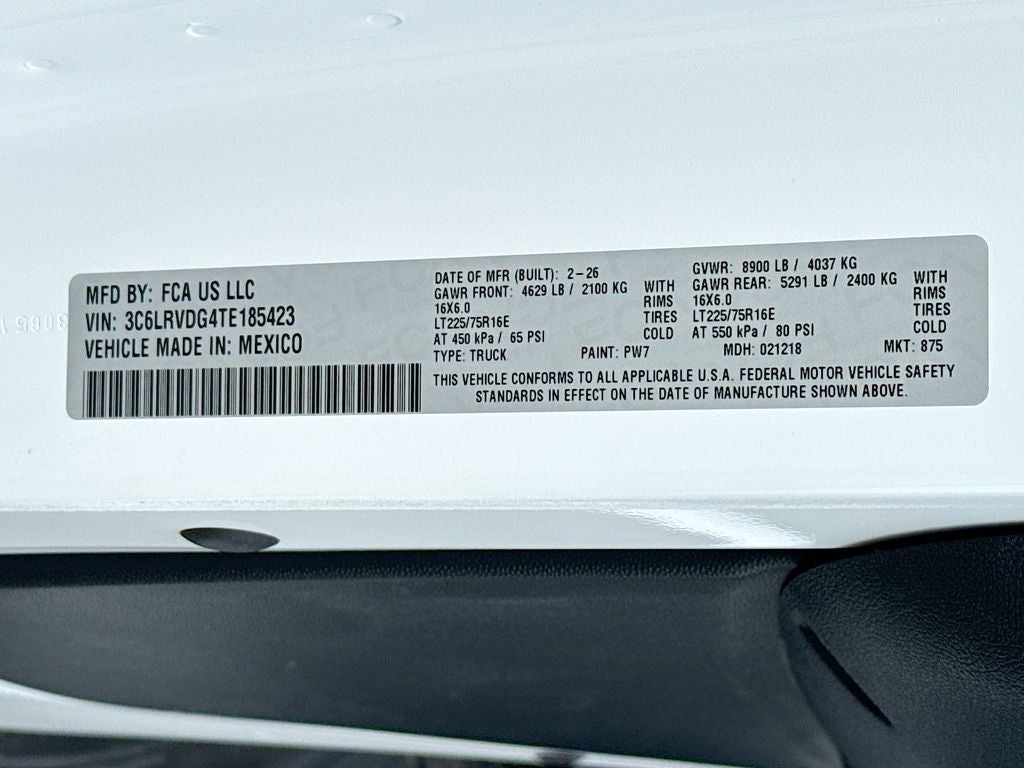 MFD BY: FCA US LLC
VIN: 3C6LRVDG4TE185423
VEHICLE MADE IN: MEXICO
DATE OF MFR (BUILT): 2-26
GAWR FRONT: 4629 LB / 2100 KG WITH
16X6.0 RIMS
LT225/75R16E TIRES
AT 450 kPa / 65 PSI COLD
GVWR: 8900 LB / 4037 KG
GAWR REAR: 5291 LB / 2400 KG WITH
16X6.0 RIMS
LT225/75R16E TIRES
AT 550 kPa / 80 PSI COLD
TYPE: TRUCK PAINT: PW7 MDH: 021218 MKT: 875
THIS VEHICLE CONFORMS TO ALL APPLICABLE U.S.A. FEDERAL MOTOR VEHICLE SAFETY
STANDARDS IN EFFECT ON THE DATE OF MANUFACTURE SHOWN ABOVE.